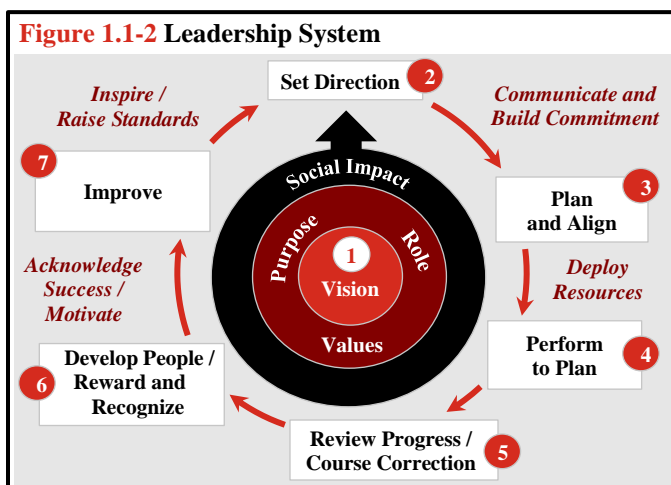 Figure 1.1-2 Leadership System
Set Direction
2
Communicate and
Build Commitment
3
Plan
and Align
Deploy
Resources
4
Perform
to Plan
5
Review Progress /
Course Correction
6
Develop People /
Reward and
Recognize
Acknowledge
Success /
Motivate
7
Improve
Inspire /
Raise Standards
Social Impact
Purpose
Role
Values
1
Vision